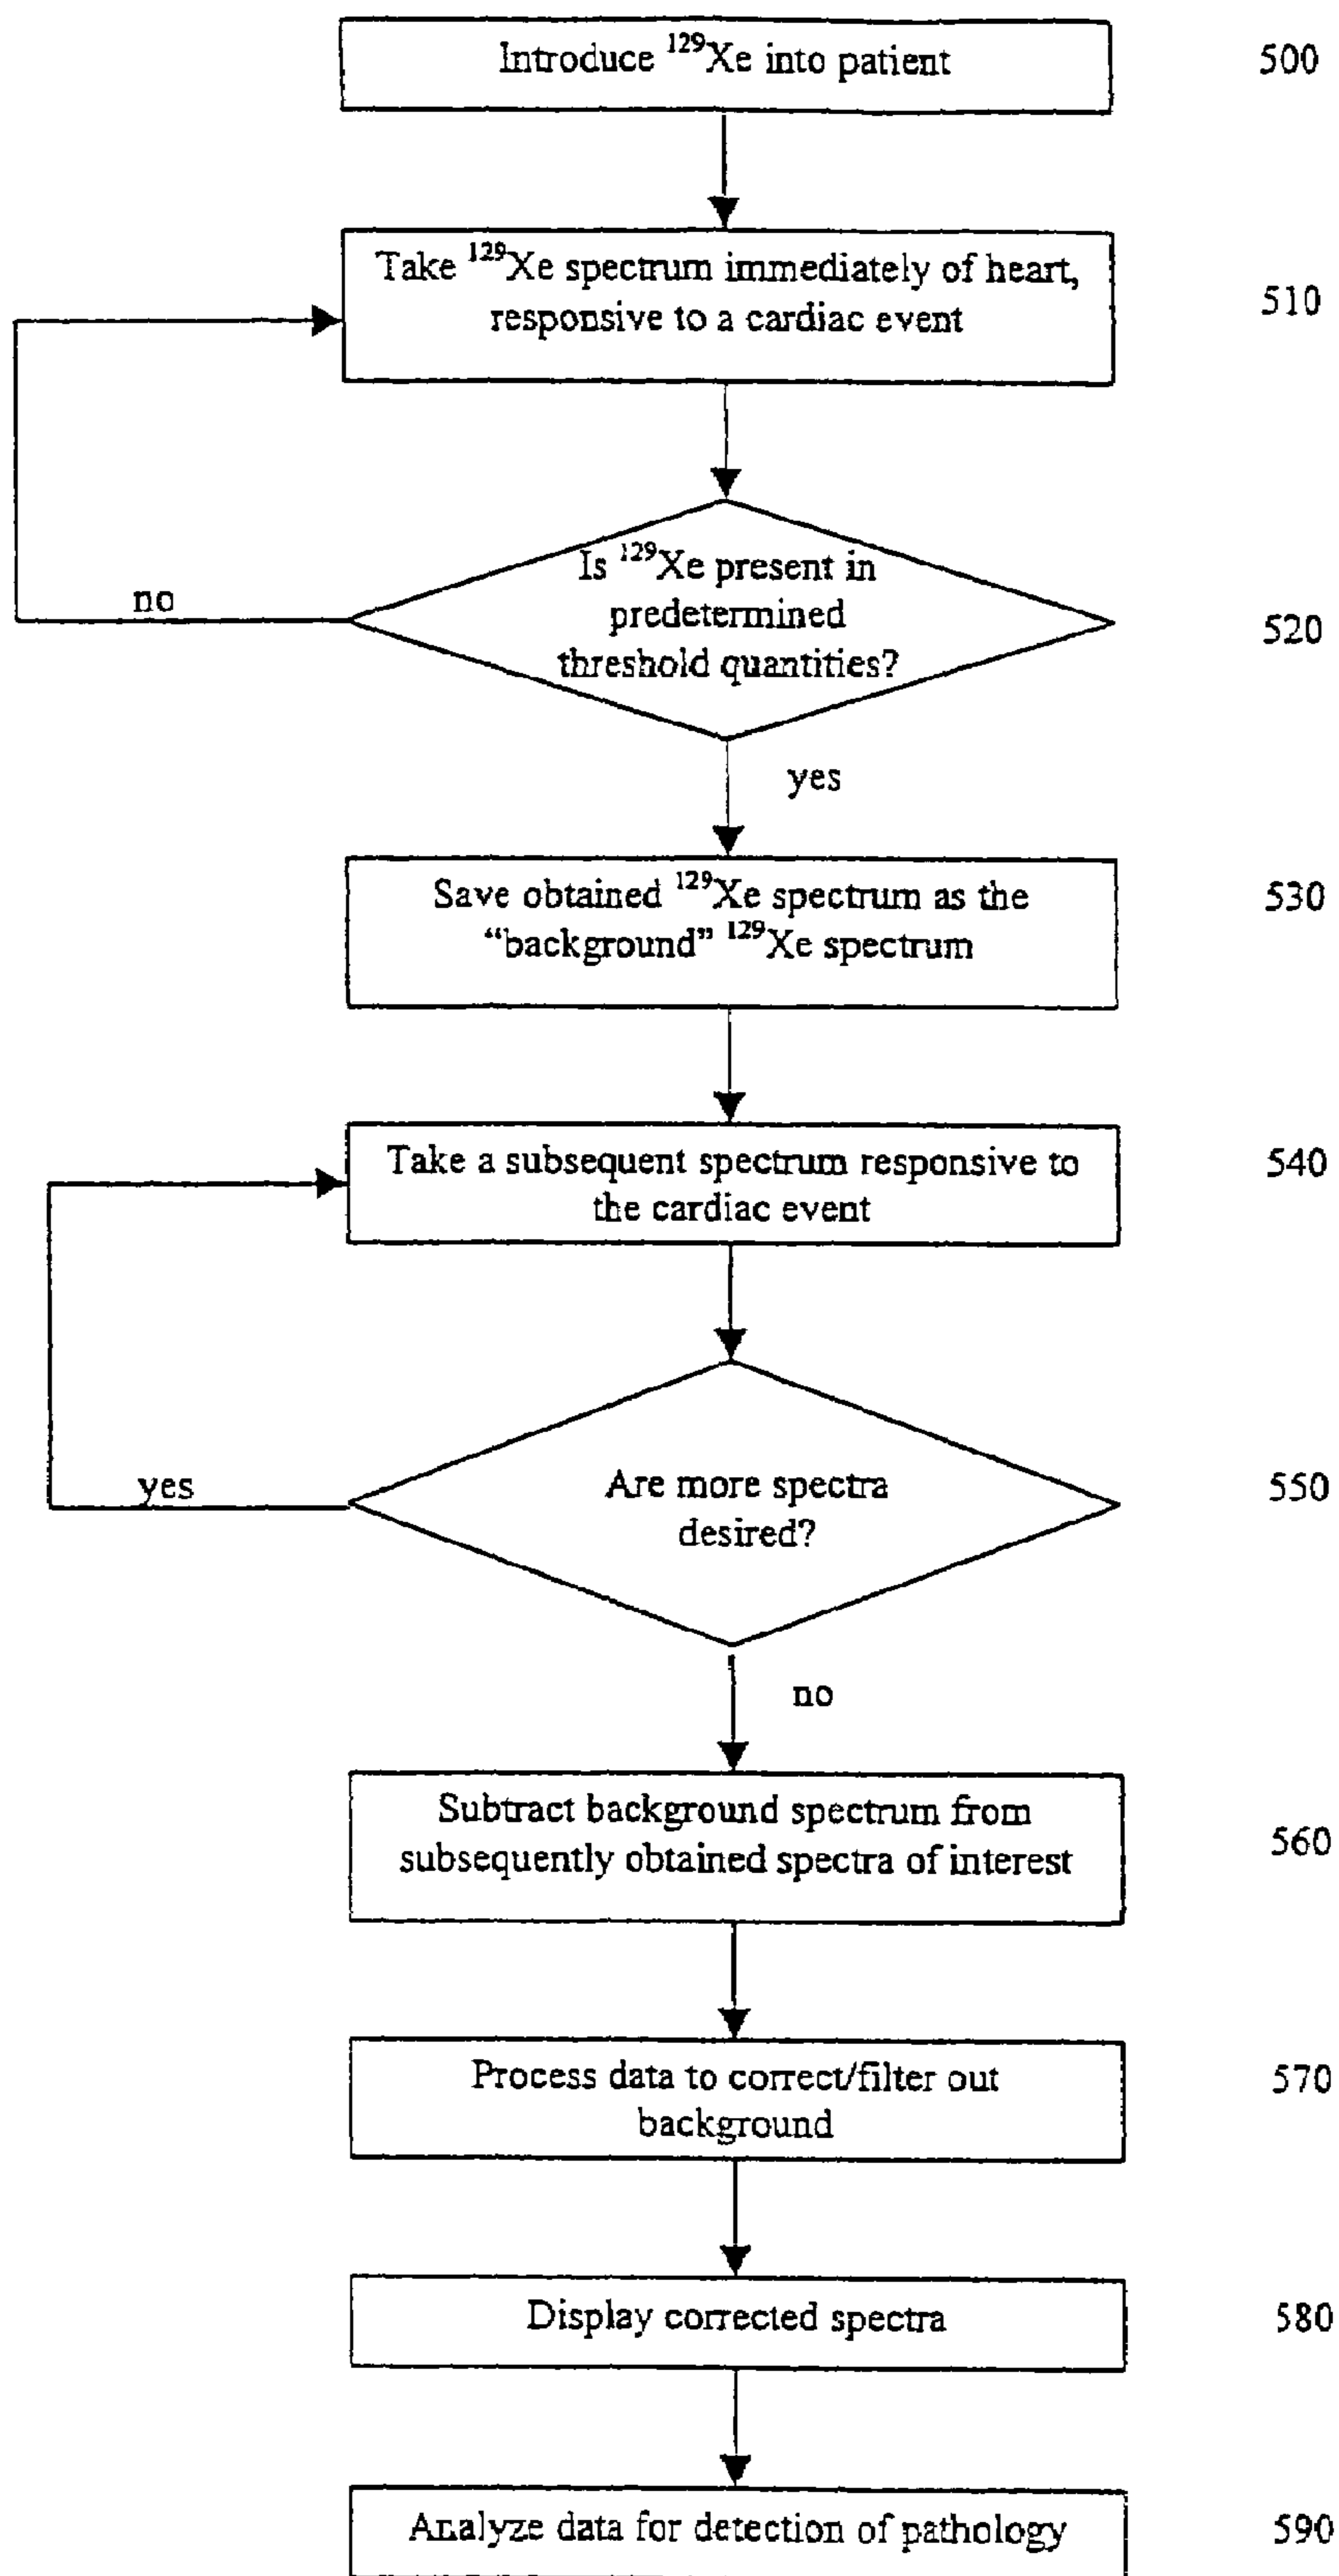 Introduce ¹²⁹Xe into patient 500
Take ¹²⁹Xe spectrum immediately of heart,
responsive to a cardiac event
510
Is ¹²⁹Xe present in
predetermined
threshold quantities?
520
no
yes
Save obtained ¹²⁹Xe spectrum as the
“background” ¹²⁹Xe spectrum
530
Take a subsequent spectrum responsive to
the cardiac event
540
Are more spectra
desired?
550
yes
no
Subtract background spectrum from
subsequently obtained spectra of interest
560
Process data to correct/filter out
background
570
Display corrected spectra 580
Analyze data for detection of pathology 590